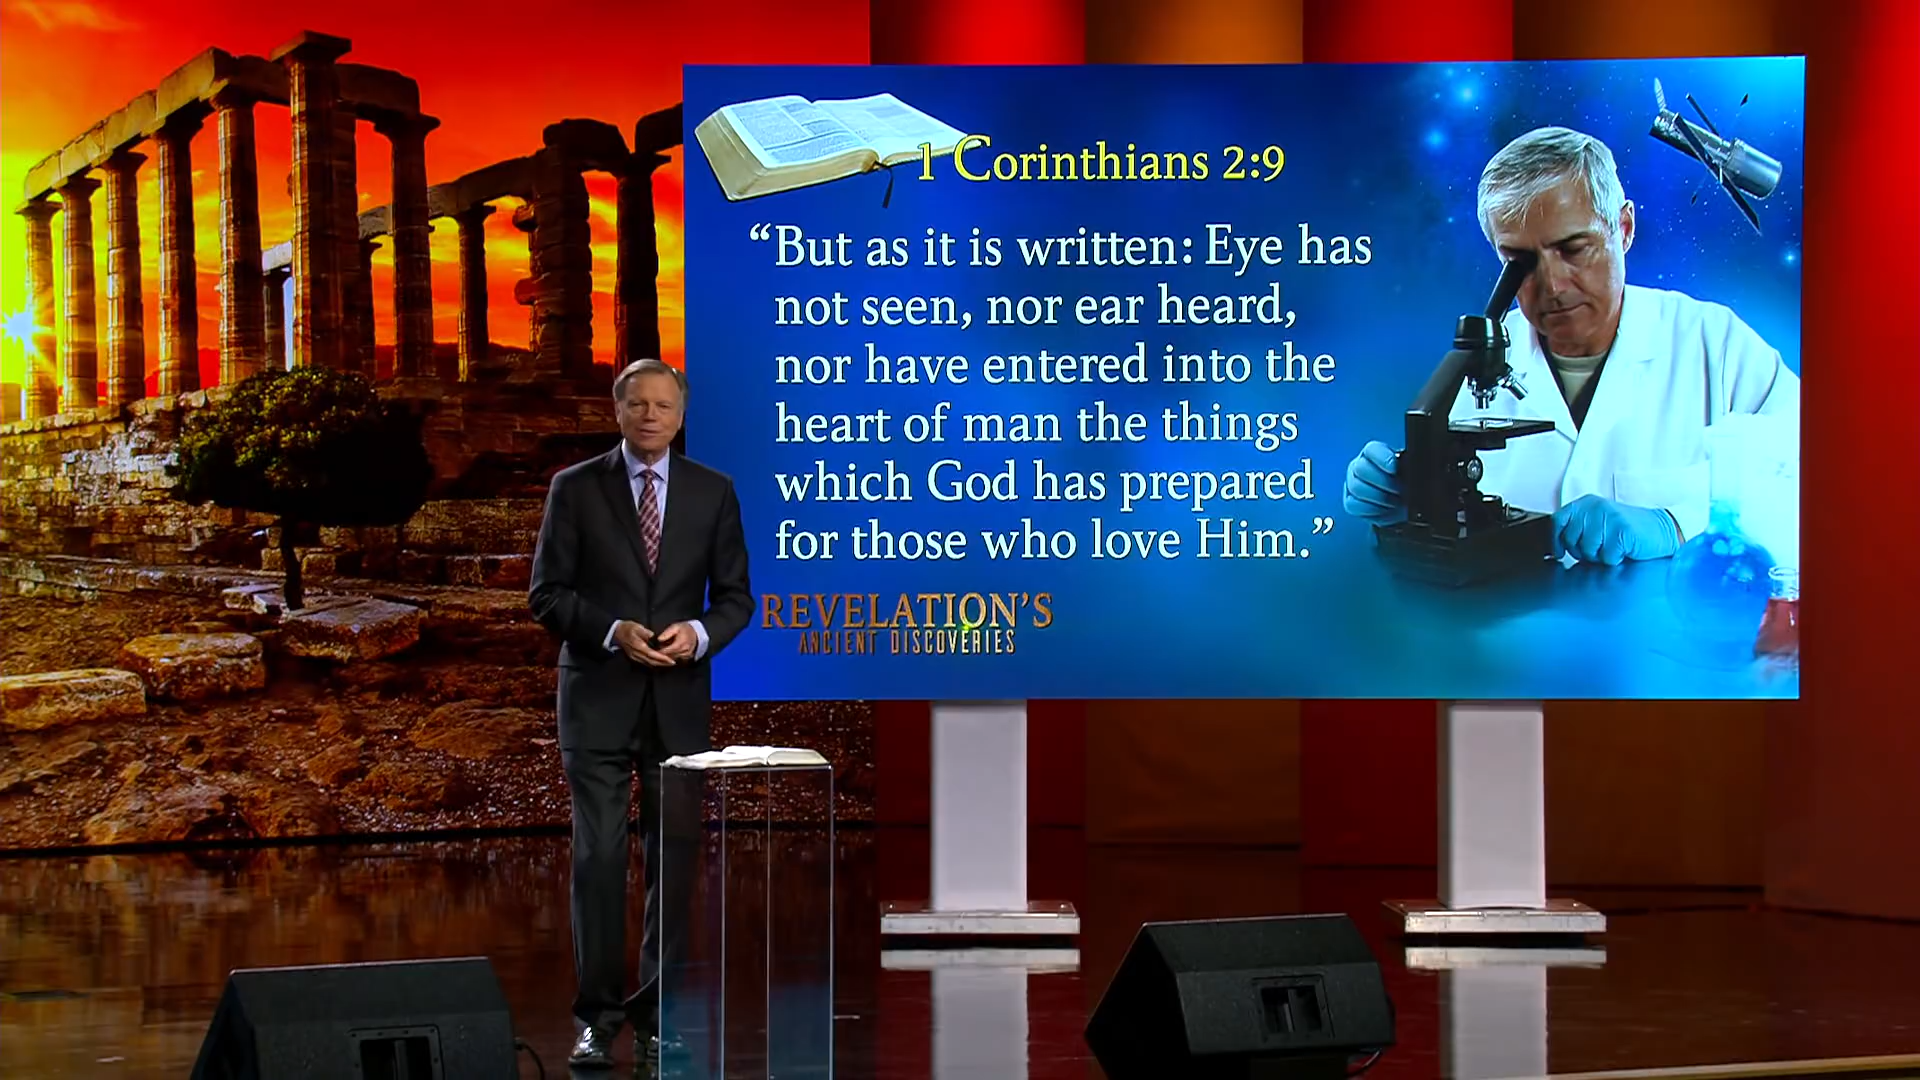 1 Corinthians 2:9
“But as it is written: Eye has
not seen, nor ear heard,
nor have entered into the
heart of man the things
which God has prepared
for those who love Him.”
REVELATION'S
ANCIENT DISCOVERIES